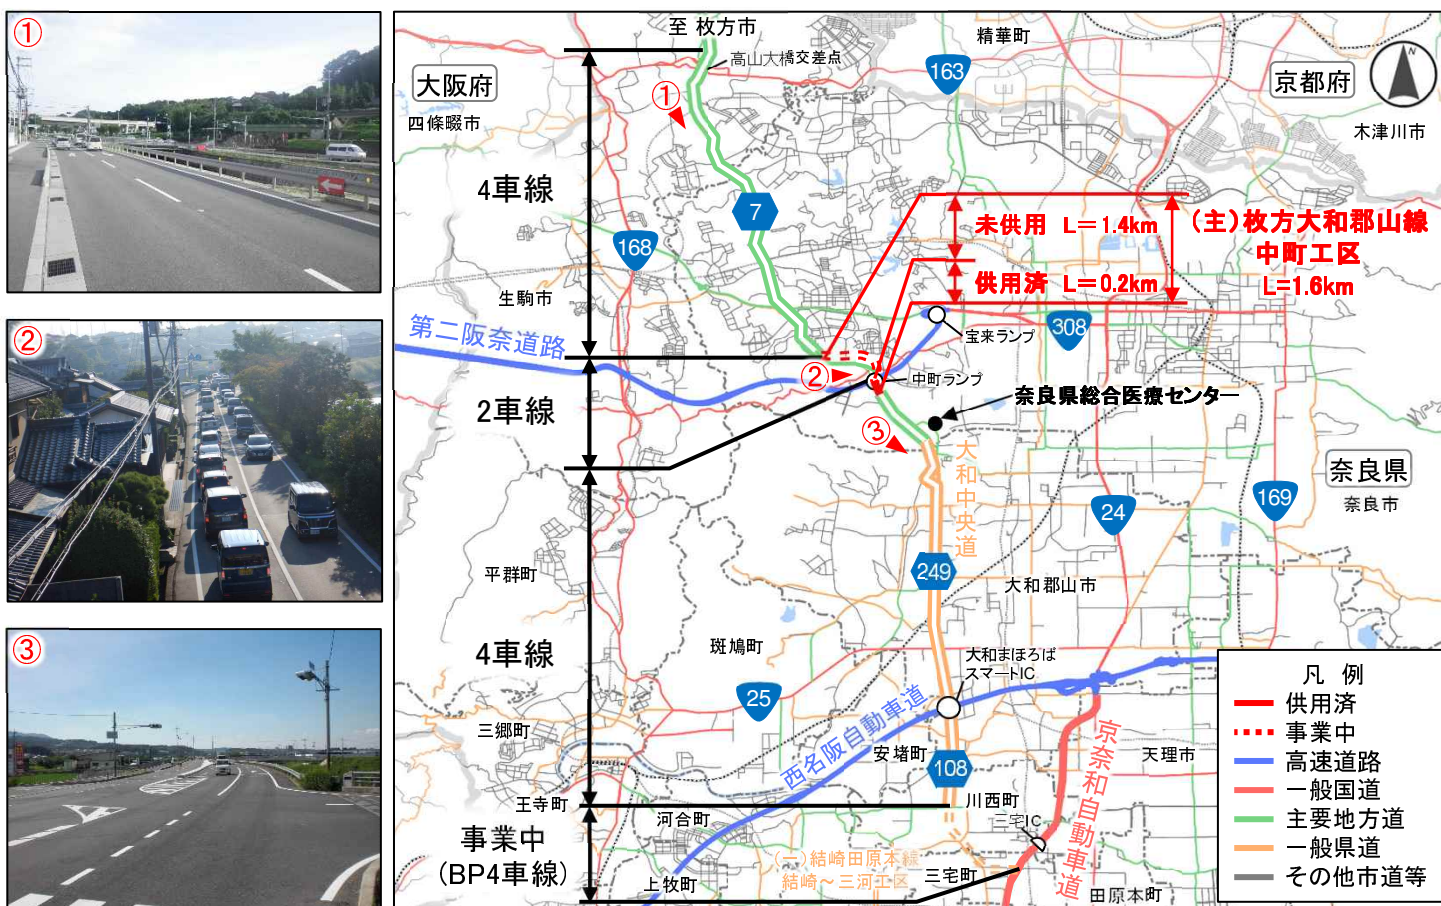 ①
②
③
至 枚方市
高山大橋交差点
精華町
163
大阪府
四條畷市
京都府
木津川市
N
①
4車線
7
168
未供用 L=1.4km
供用済 L=0.2km
(主)枚方大和郡山線
中町工区
L=1.6km
生駒市
第二阪奈道路
宝来ランプ
308
②
中町ランプ
2車線
奈良県総合医療センター
③
大和中央道
奈良県
奈良市
24
169
平群町
249
大和郡山市
4車線
斑鳩町
大和まほろば
スマートIC
25
西名阪自動車道
三郷町
安堵町
108
京奈和自動車道
天理市
王寺町
河合町
川西町
三宅IC
事業中
(BP4車線)
(一)結崎田原本線
結崎～三河工区
上牧町
三宅町
田原本町
凡 例
供用済
事業中
高速道路
一般国道
主要地方道
一般県道
その他市道等